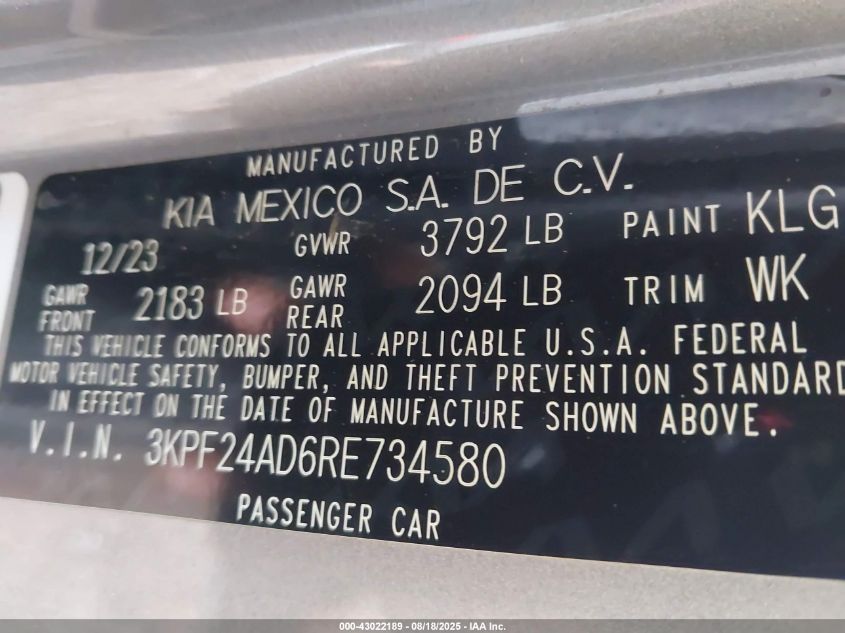 MANUFACTURED BY
KIA MEXICO S.A. DE C.V.
12/23 GVWR 3792 LB PAINT KLG
GAWR FRONT 2183 LB GAWR REAR 2094 LB TRIM WK
THIS VEHICLE CONFORMS TO ALL APPLICABLE U.S.A. FEDERAL
MOTOR VEHICLE SAFETY, BUMPER, AND THEFT PREVENTION STANDARD
IN EFFECT ON THE DATE OF MANUFACTURE SHOWN ABOVE.
V.I.N. 3KPF24AD6RE734580
PASSENGER CAR
000-43022189 - 08/18/2025 - IAA Inc.